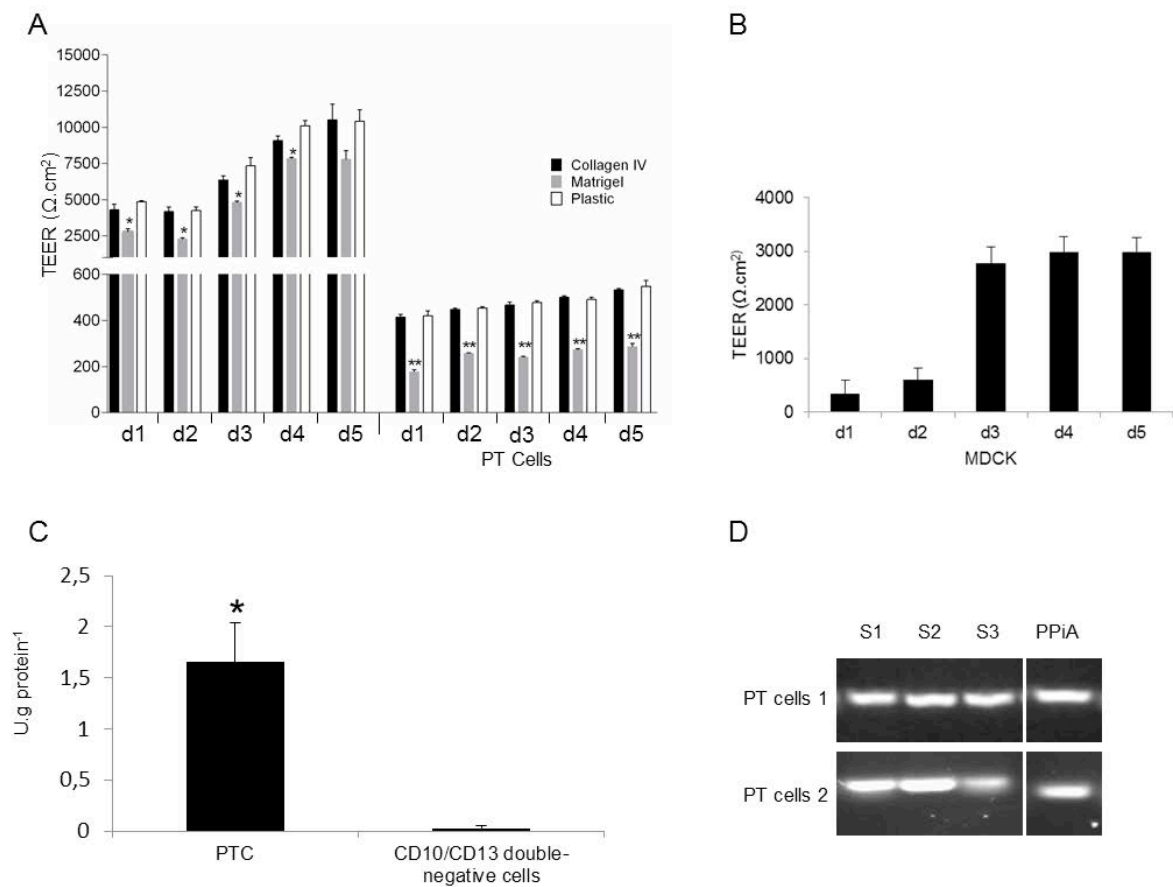 A
15000
12500
10000
7500
5000
2500
600
400
200
0
TEER (Ω.cm²)
* * * *
** ** ** ** **
Collagen IV
Matrigel
Plastic
d1 d2 d3 d4 d5 d1 d2 d3 d4 d5
PT Cells
B
4000
3000
2000
1000
0
TEER (Ω.cm²)
d1 d2 d3 d4 d5
MDCK
C
2,5
2
1,5
1
0,5
0
U.g protein⁻¹
*
PTC
CD10/CD13 double-
negative cells
D
S1 S2 S3 PPiA
PT cells 1
PT cells 2